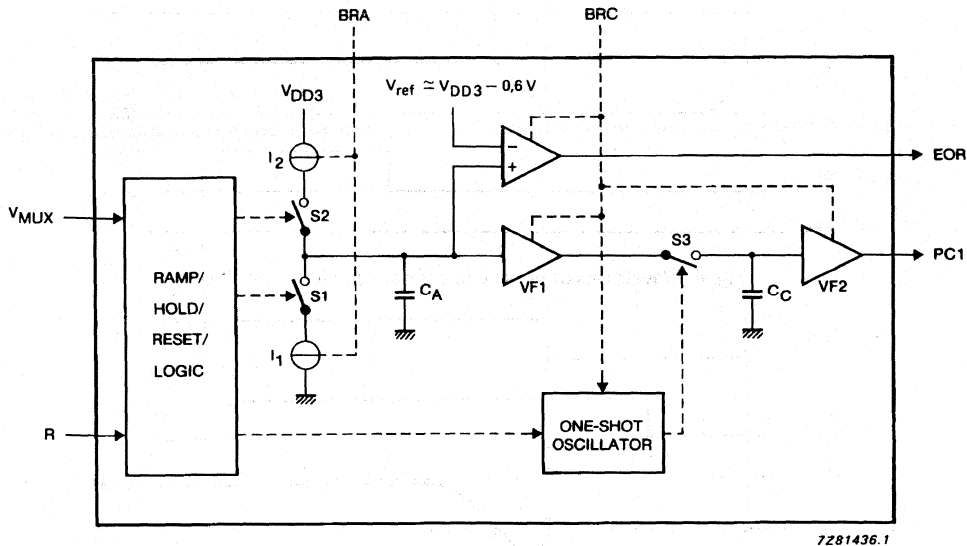 BRA
BRC
VDD3
Vref ≃ VDD3 − 0,6 V
I2
−
+
EOR
VMUX
S2
S3
RAMP/
HOLD/
RESET/
LOGIC
S1
CA
VF1
CC
VF2
PC1
I1
R
ONE-SHOT
OSCILLATOR
7Z81436.1